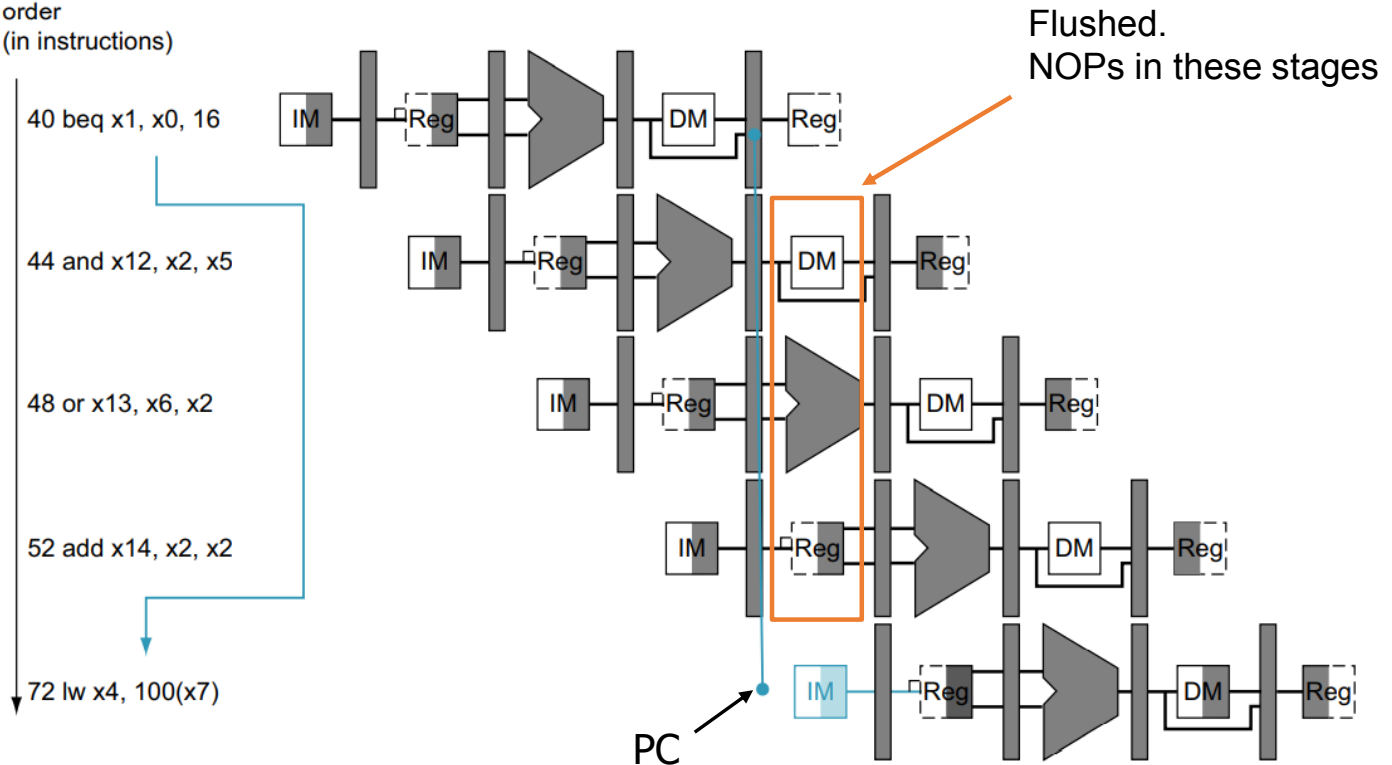 order
(in instructions)
Flushed.
NOPs in these stages
40 beq x1, x0, 16
IM
Reg
DM
Reg
44 and x12, x2, x5
IM
Reg
DM
Reg
48 or x13, x6, x2
IM
Reg
DM
Reg
52 add x14, x2, x2
IM
Reg
DM
Reg
72 lw x4, 100(x7)
IM
Reg
DM
Reg
PC